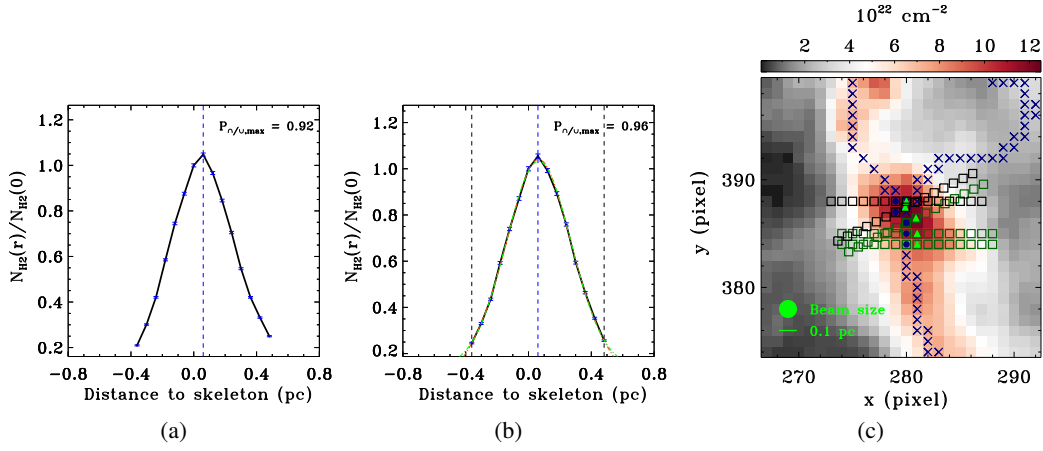 1.2
1.0
0.8
0.6
0.4
0.2
N_H2(r)/N_H2(0)
P∩/∪,max = 0.92
−0.8 −0.4 0.0 0.4 0.8
Distance to skeleton (pc)
(a)
1.2
1.0
0.8
0.6
0.4
0.2
N_H2(r)/N_H2(0)
P∩/∪,max = 0.96
−0.8 −0.4 0.0 0.4 0.8
Distance to skeleton (pc)
(b)
10²² cm⁻²
2 4 6 8 10 12
390
380
y (pixel)
Beam size
0.1 pc
270 280 290
x (pixel)
(c)